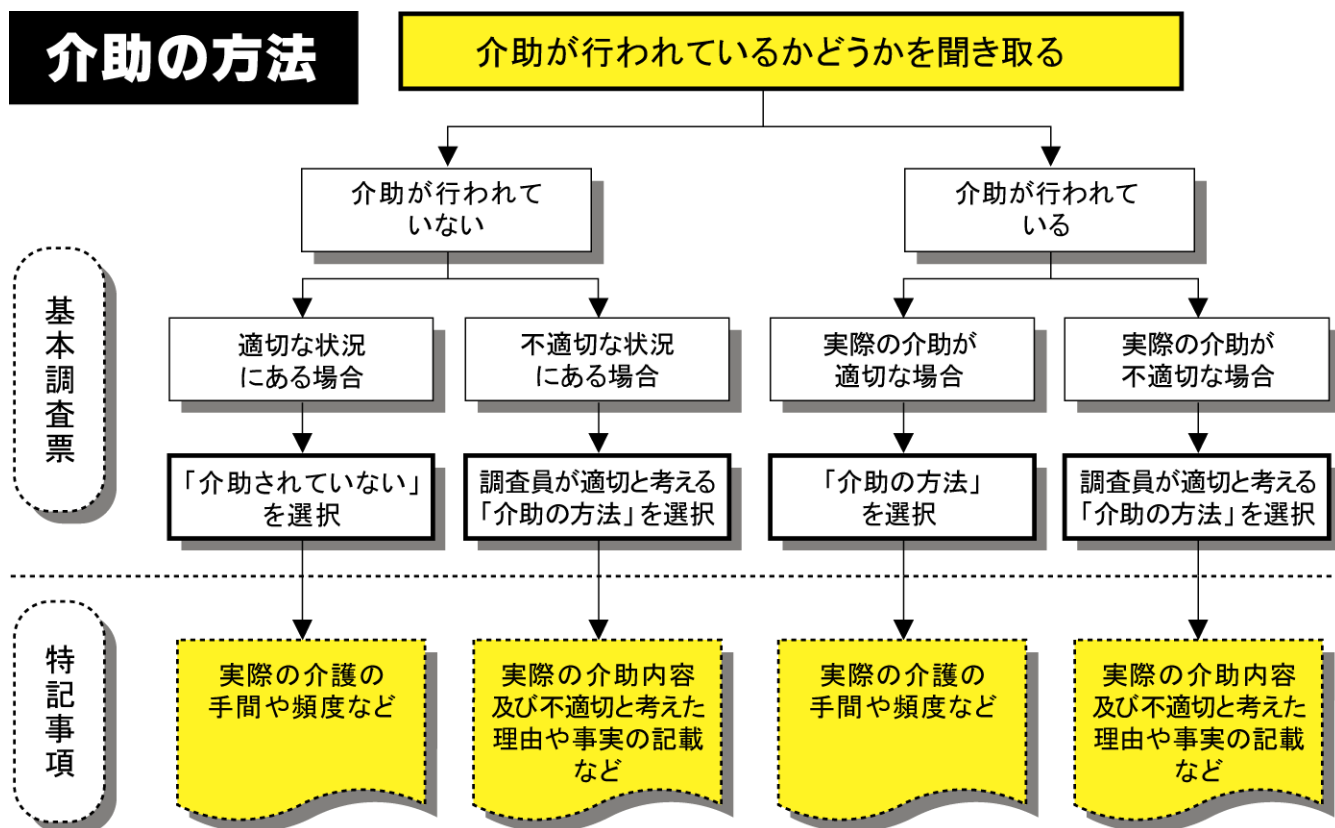 介助の方法
介助が行われているかどうかを聞き取る
介助が行われて
いない
介助が行われて
いる
基本調査票
適切な状況
にある場合
不適切な状況
にある場合
実際の介助が
適切な場合
実際の介助が
不適切な場合
「介助されていない」
を選択
調査員が適切と考える
「介助の方法」を選択
「介助の方法」
を選択
調査員が適切と考える
「介助の方法」を選択
特記事項
実際の介護の
手間や頻度など
実際の介助内容
及び不適切と考えた
理由や事実の記載
など
実際の介護の
手間や頻度など
実際の介助内容
及び不適切と考えた
理由や事実の記載
など